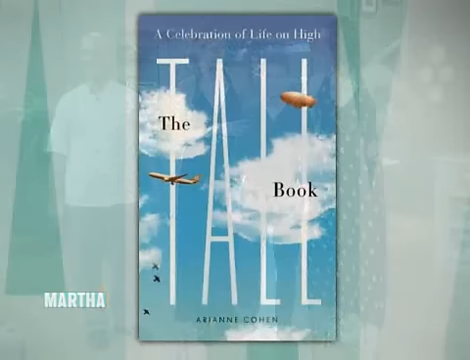 A Celebration of Life on High
TALL
The
Book
ARIANNE COHEN
MARTHA